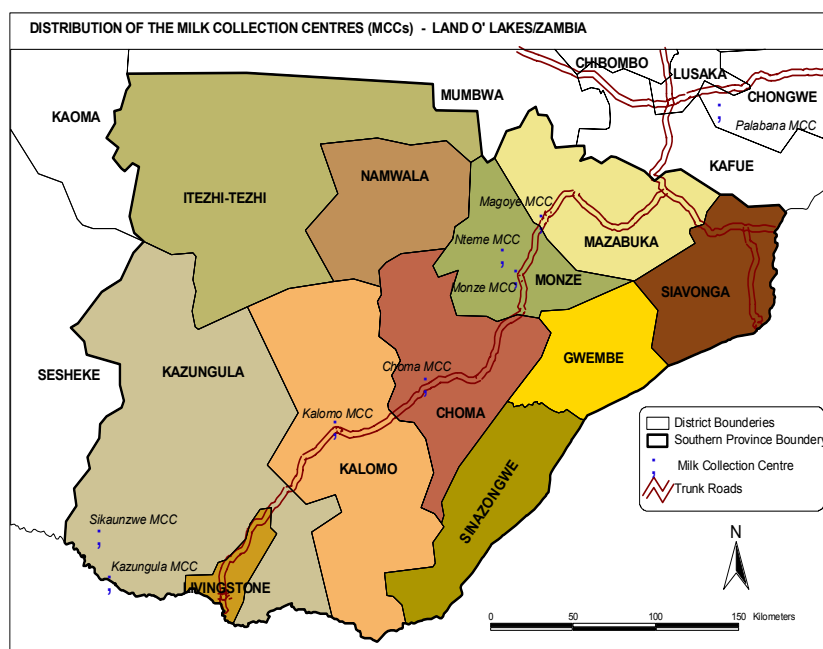 DISTRIBUTION OF THE MILK COLLECTION CENTRES (MCCs) - LAND O' LAKES/ZAMBIA
CHIBOMBO
LUSAKA
CHONGWE
MUMBWA
KAOMA
Palabana MCC
KAFUE
NAMWALA
ITEZHI-TEZHI
Magoye MCC
MAZABUKA
Nteme MCC
Monze MCC
MONZE
SIAVONGA
SESHEKE
KAZUNGULA
GWEMBE
Choma MCC
CHOMA
Kalomo MCC
KALOMO
SINAZONGWE
District Bounderies
Southern Province Boundery
Milk Collection Centre
Trunk Roads
Sikaunzwe MCC
Kazungula MCC
LIVINGSTONE
N
0 50 100 150 Kilometers